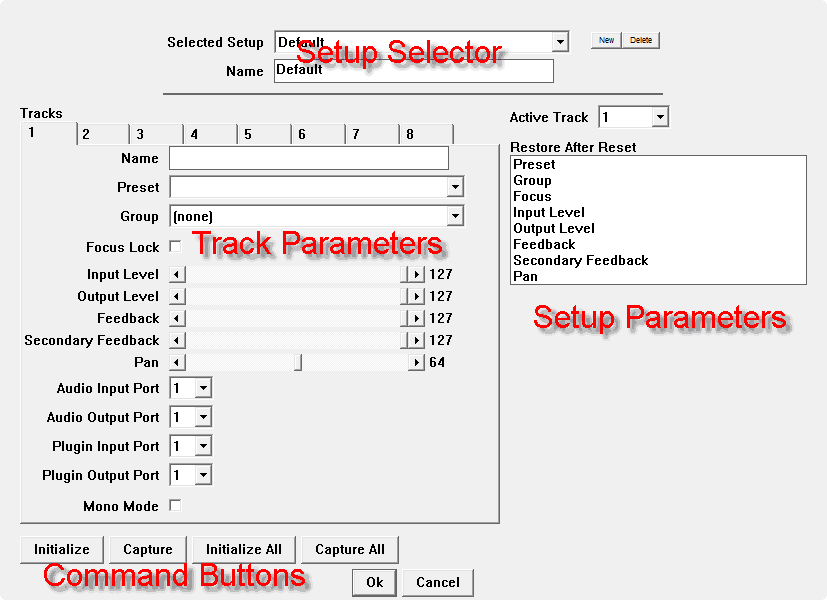 Selected Setup Default New Delete
Setup Selector
Name Default
Tracks
1 2 3 4 5 6 7 8
Name
Preset
Group (none)
Focus Lock
Track Parameters
Input Level 127
Output Level 127
Feedback 127
Secondary Feedback 127
Pan 64
Audio Input Port 1
Audio Output Port 1
Plugin Input Port 1
Plugin Output Port 1
Mono Mode
Active Track 1
Restore After Reset
Preset
Group
Focus
Input Level
Output Level
Feedback
Secondary Feedback
Pan
Setup Parameters
Initialize Capture Initialize All Capture All
Command Buttons
Ok Cancel